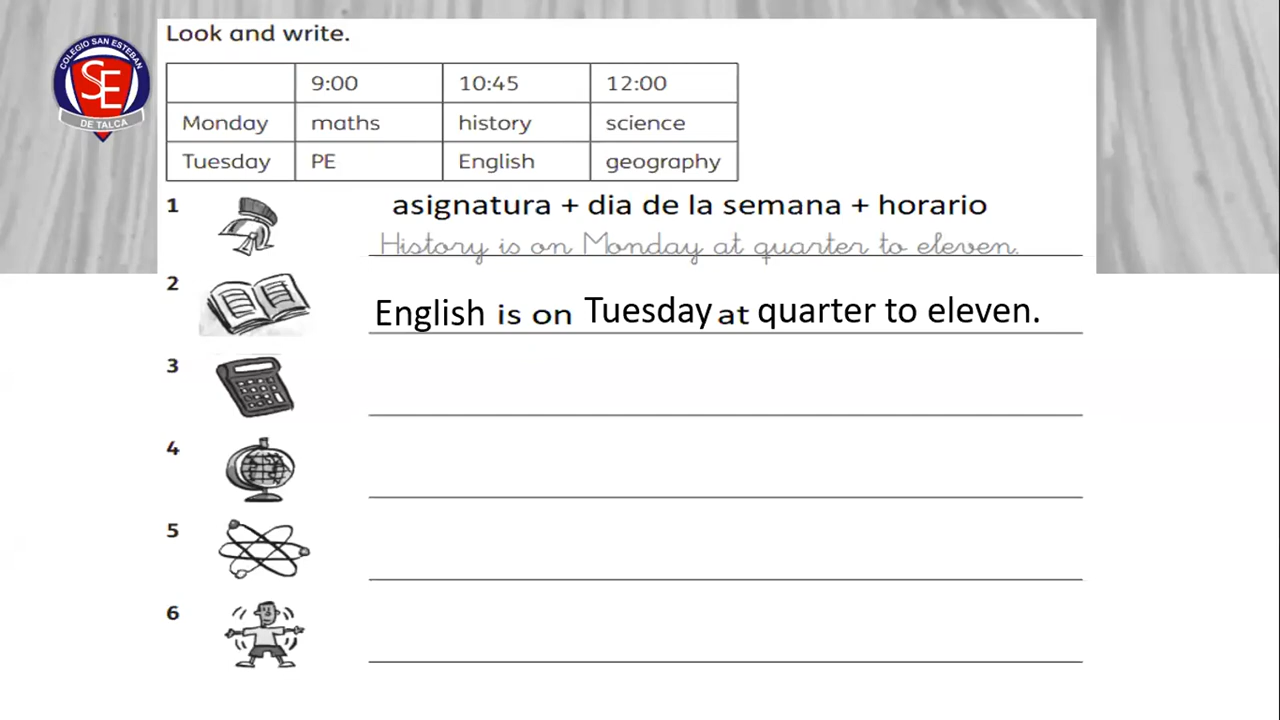 COLEGIO SAN ESTEBAN
SE
DE TALCA
Look and write.
9:00 10:45 12:00
Monday maths history science
Tuesday PE English geography
1 asignatura + dia de la semana + horario
History is on Monday at quarter to eleven.
2 English is on Tuesday at quarter to eleven.
3
4
5
6